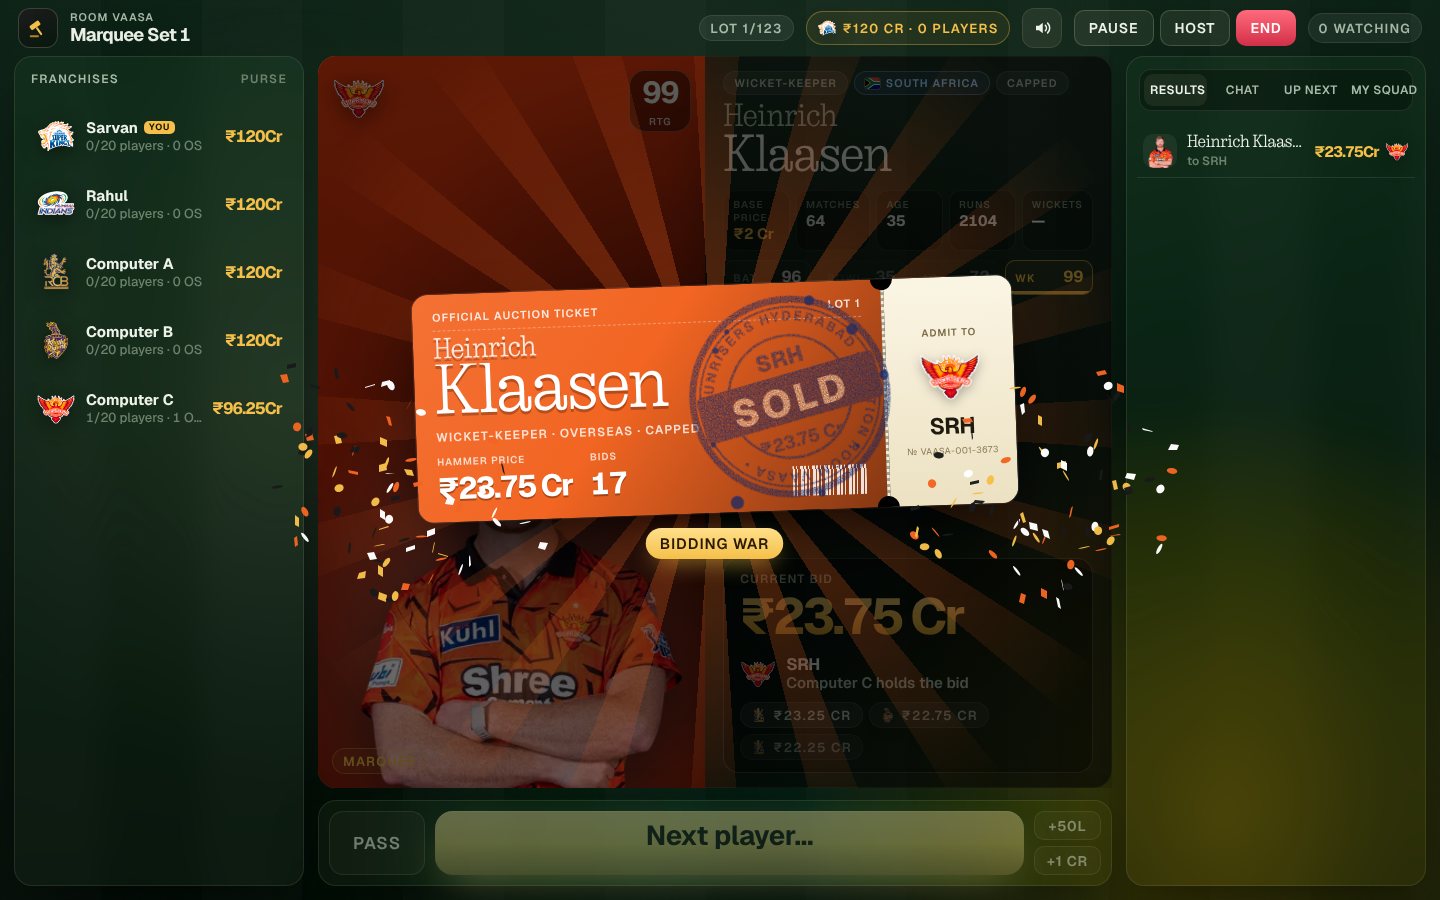 ROOM VAASA
Marquee Set 1
LOT 1/123
₹120 CR · 0 PLAYERS
PAUSE
HOST
END
0 WATCHING
FRANCHISES
PURSE
Sarvan YOU
0/20 players · 0 OS
₹120Cr
Rahul
0/20 players · 0 OS
₹120Cr
Computer A
0/20 players · 0 OS
₹120Cr
Computer B
0/20 players · 0 OS
₹120Cr
Computer C
1/20 players · 1 O...
₹96.25Cr
99
RTG
WICKET-KEEPER
SOUTH AFRICA
CAPPED
Heinrich
Klaasen
BASE PRICE
₹2 Cr
MATCHES
64
AGE
35
RUNS
2104
WICKETS
—
96
WK 99
OFFICIAL AUCTION TICKET
LOT 1
Heinrich
Klaasen
WICKET-KEEPER · OVERSEAS · CAPPED
HAMMER PRICE
₹23.75 Cr
BIDS
17
SRH
SOLD
₹23.75 C
ADMIT TO
SRH
№ VAASA-001-3673
BIDDING WAR
Kuhl
Shree
CURRENT BID
₹23.75 Cr
SRH
Computer C holds the bid
₹23.25 CR
₹22.75 CR
₹22.25 CR
PASS
Next player...
+50L
+1 CR
RESULTS
CHAT
UP NEXT
MY SQUAD
Heinrich Klaas...
to SRH
₹23.75Cr